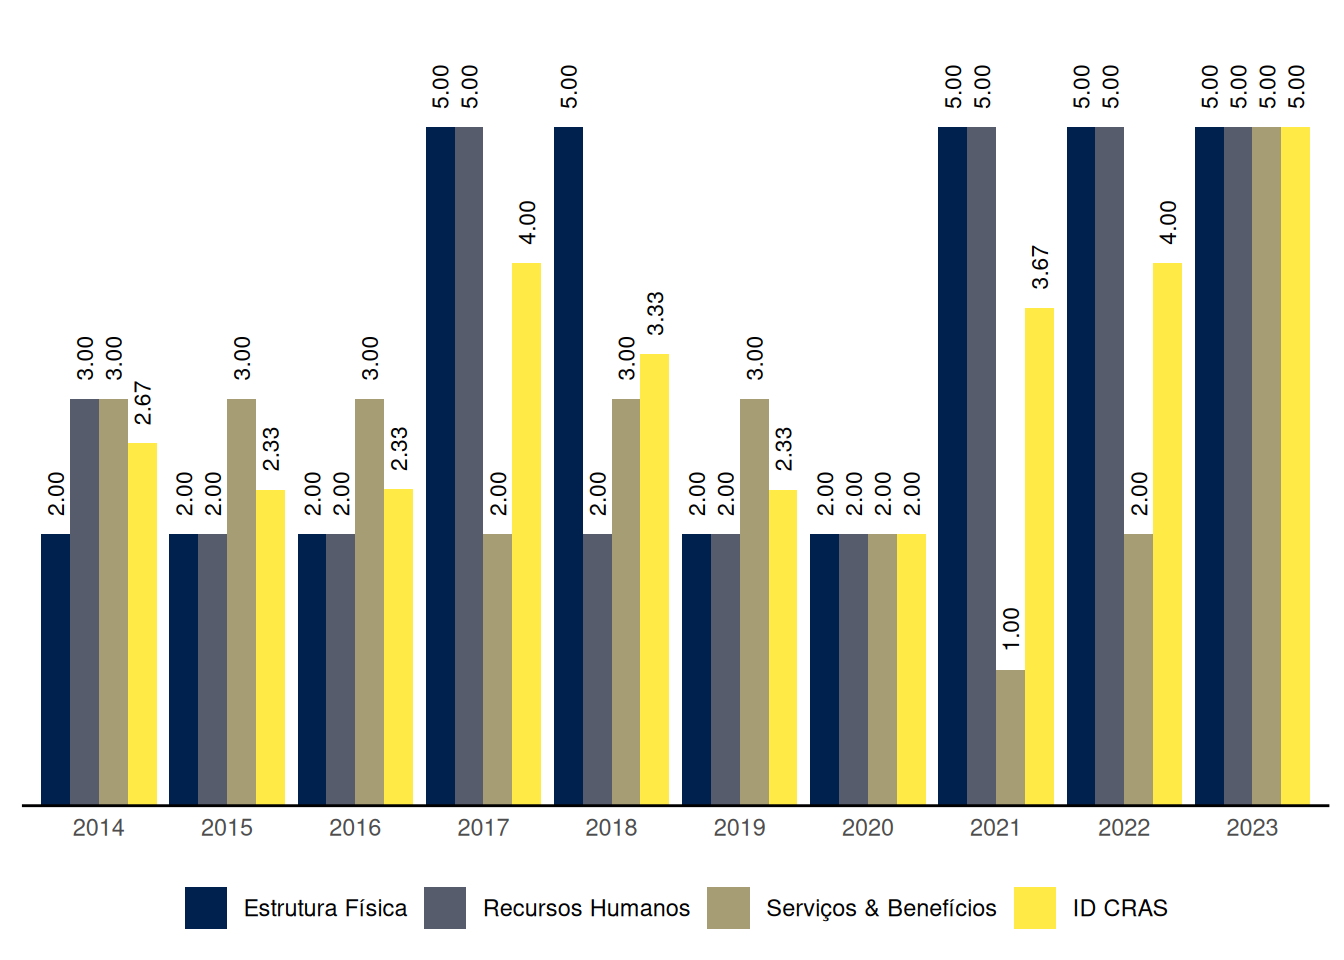 5.00 5.00 5.00 5.00 5.00 5.00 5.00 5.00 5.00 5.00 5.00
4.00 4.00
3.67
3.33
3.00 3.00 3.00 3.00 3.00 3.00
2.67
2.33 2.33 2.33
2.00 2.00 2.00 2.00 2.00 2.00 2.00 2.00 2.00 2.00 2.00 2.00 2.00 2.00
1.00
2014 2015 2016 2017 2018 2019 2020 2021 2022 2023
Estrutura Física Recursos Humanos Serviços & Benefícios ID CRAS